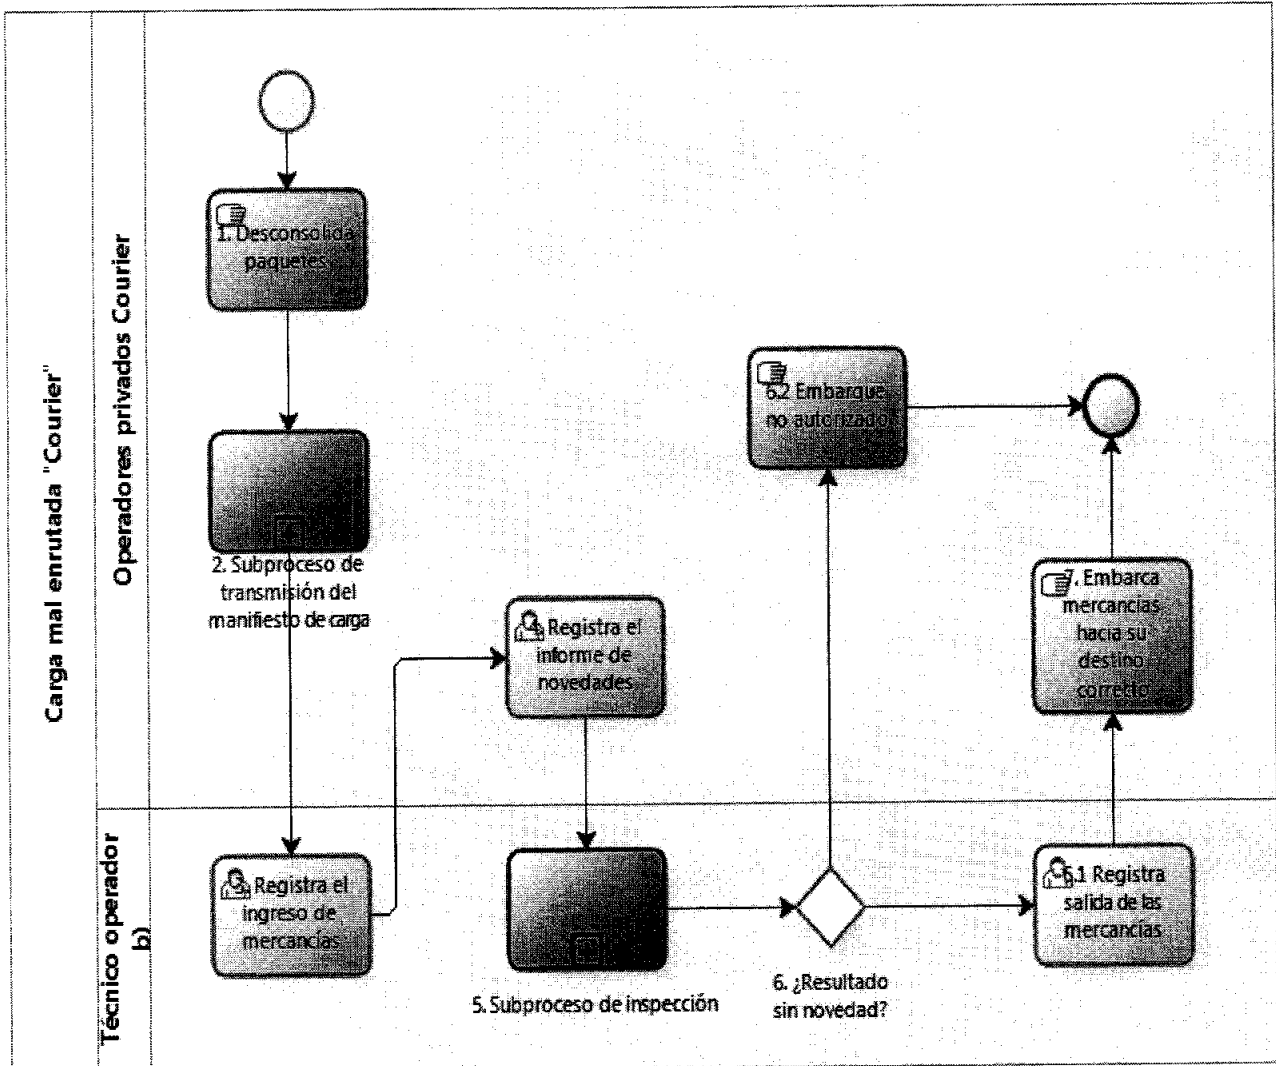 Carga mal enrutada "Courier"
Operadores privados Courier
1. Desconsolida
paquetes
2. Subproceso de
transmisión del
manifiesto de carga
Registra el
ingreso de
mercancías
4. Registra el
informe de
novedades
5. Subproceso de inspección
6. ¿Resultado
sin novedad?
6.2 Embarque
no autorizado
6.1 Registra
salida de las
mercancías
7. Embarca
mercancías
hacia su
destino
correcto
Técnico operador
b)